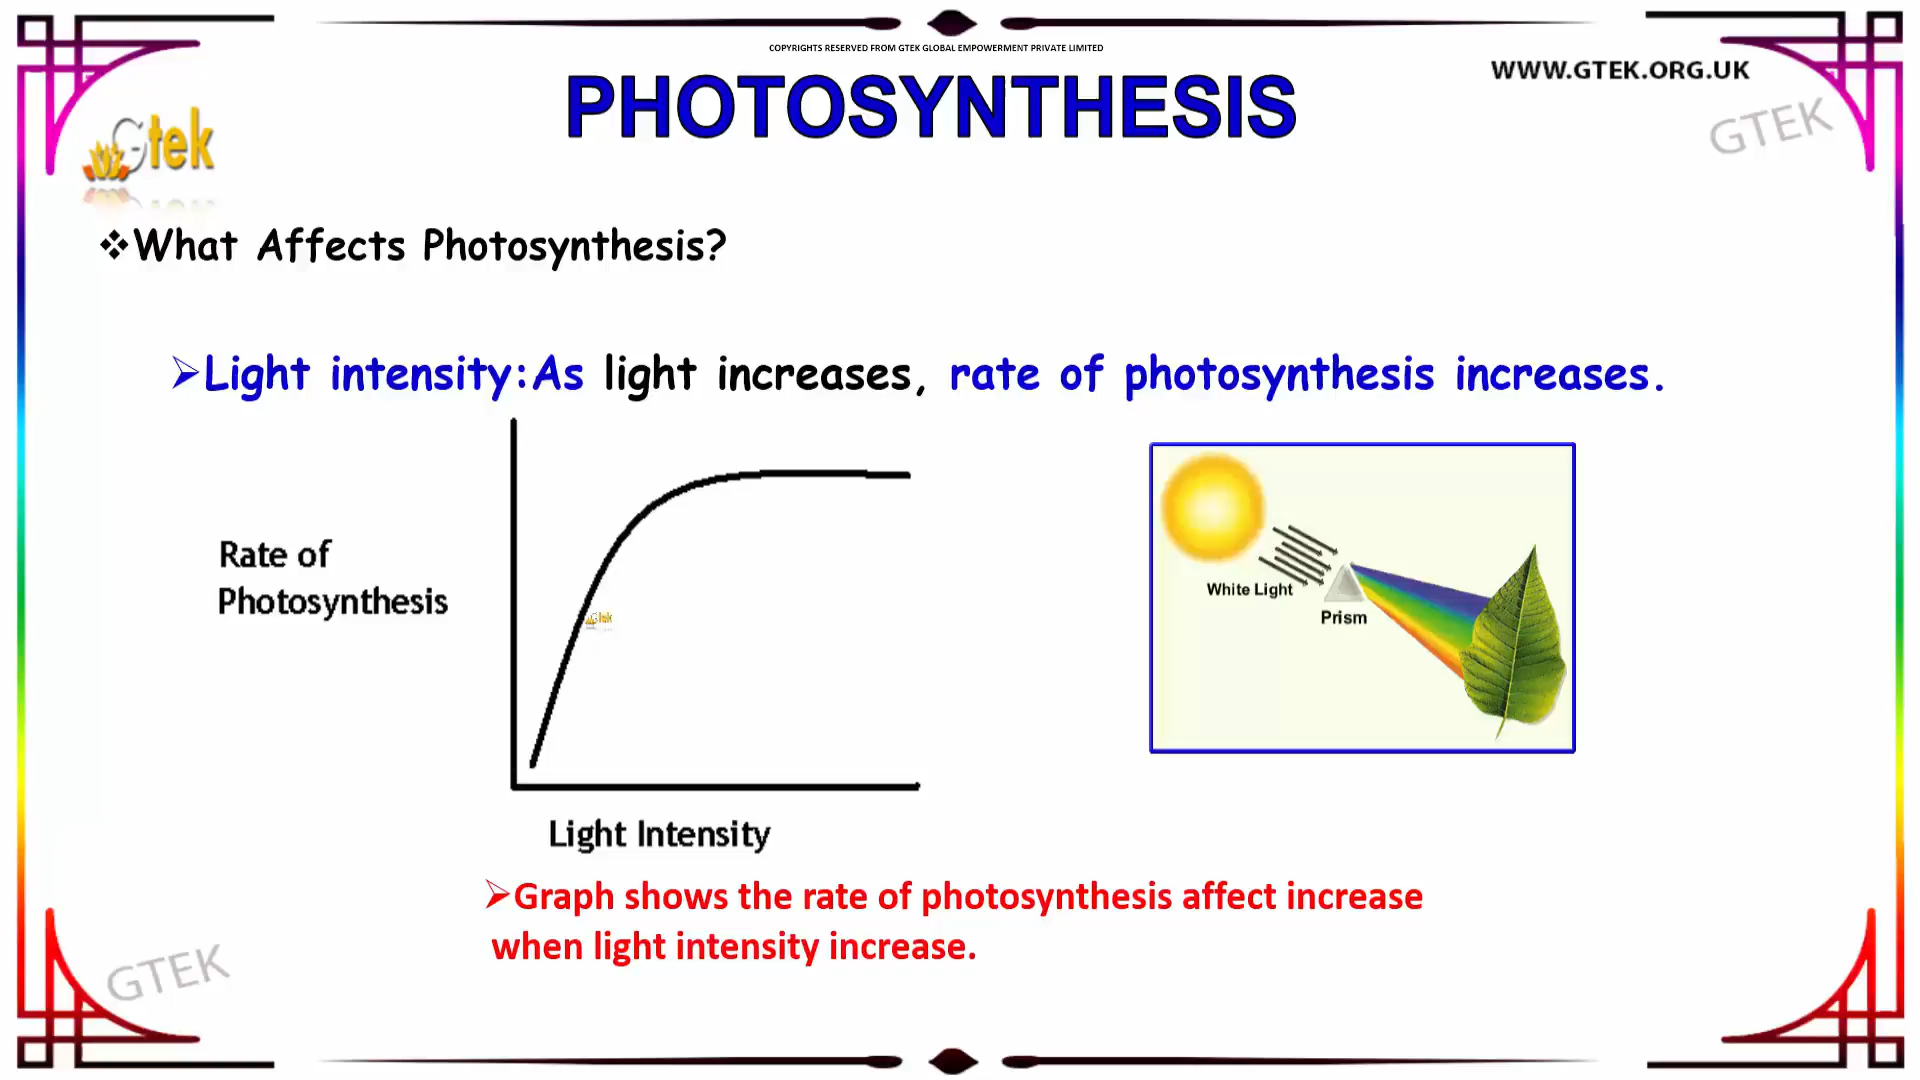 COPYRIGHTS RESERVED FROM GTEK GLOBAL EMPOWERMENT PRIVATE LIMITED
WWW.GTEK.ORG.UK
PHOTOSYNTHESIS
GTEK
Gtek
❖What Affects Photosynthesis?
➢Light intensity:As light increases, rate of photosynthesis increases.
Rate of
Photosynthesis
Gtek
White Light
Prism
Light Intensity
➢Graph shows the rate of photosynthesis affect increase
when light intensity increase.
GTEK